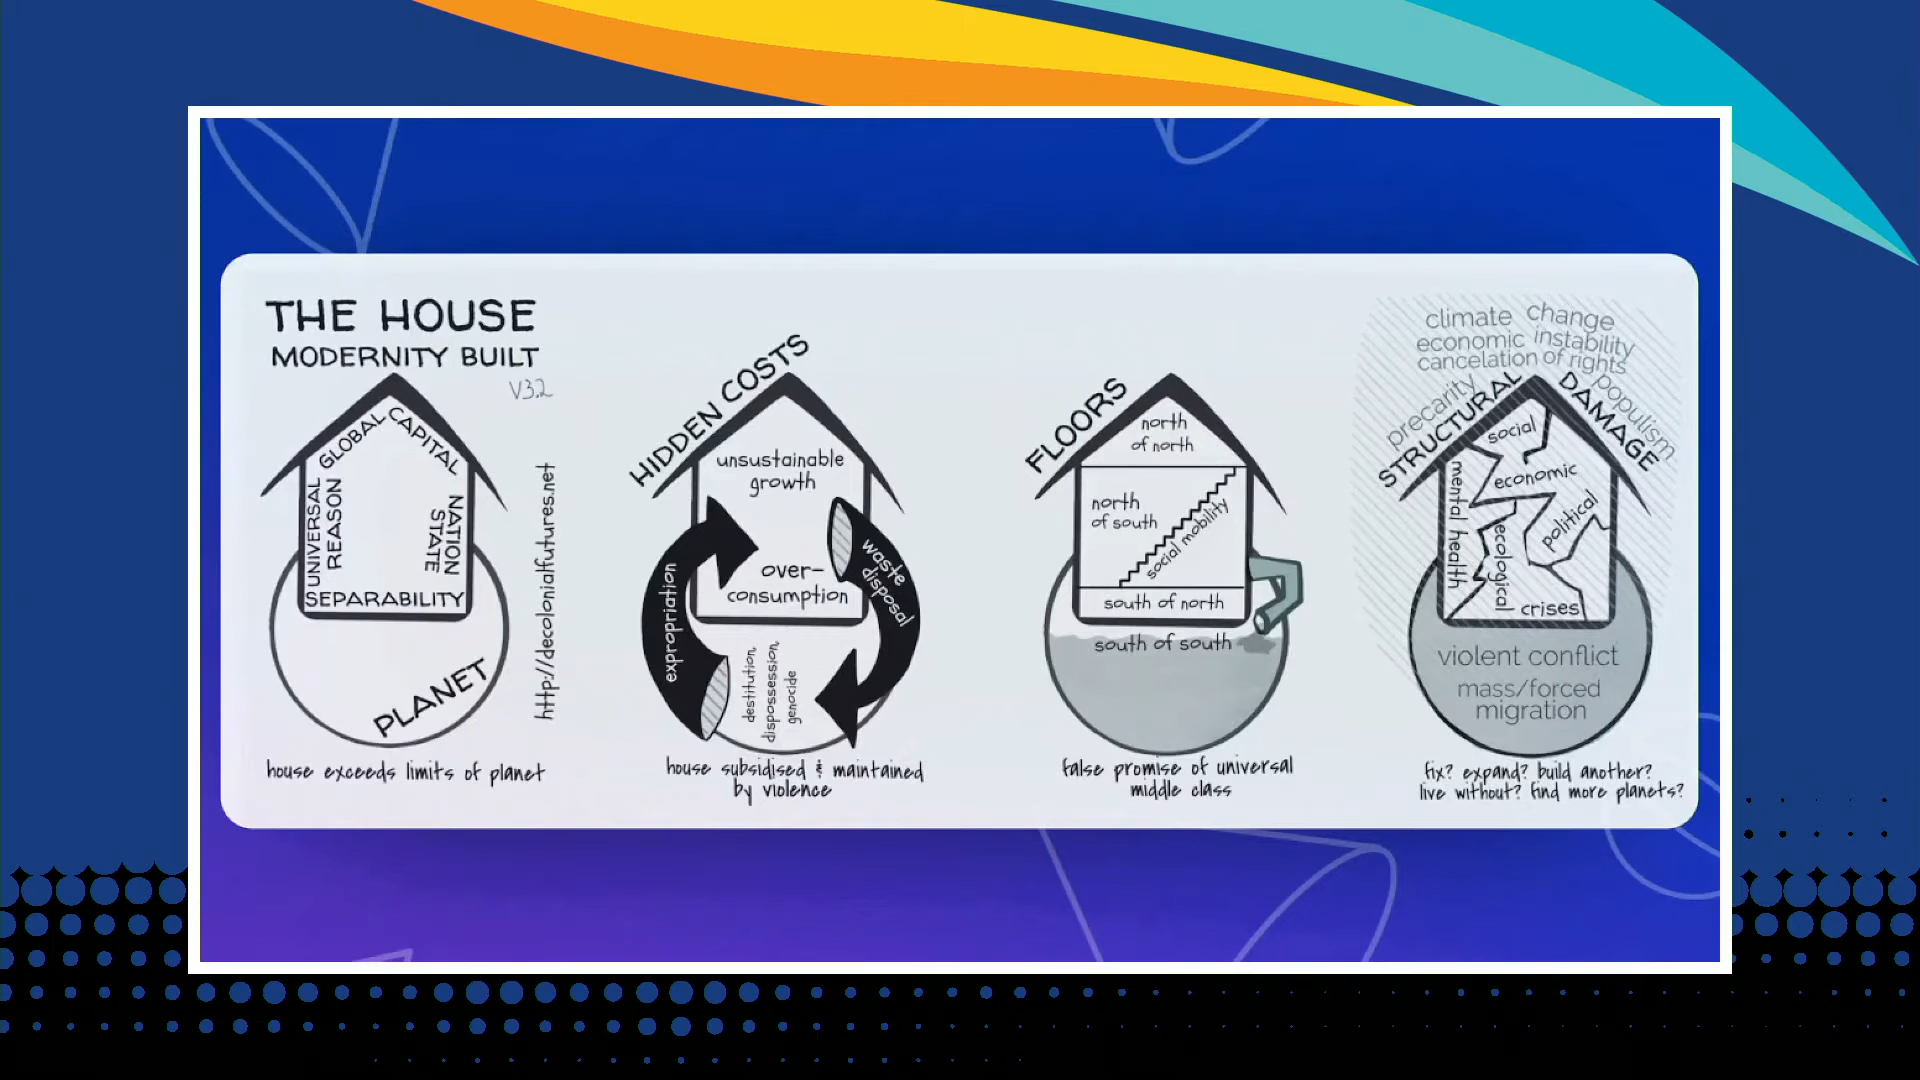 THE HOUSE
MODERNITY BUILT
V3.2
GLOBAL CAPITAL
UNIVERSAL
REASON
NATION
STATE
SEPARABILITY
PLANET
http://decolonialfutures.net
house exceeds limits of planet
HIDDEN COSTS
unsustainable
growth
over-
consumption
expropriation
waste
disposal
destitution,
dispossession,
genocide
house subsidised & maintained
by violence
FLOORS
north
of north
north
of south
social mobility
south of north
south of south
false promise of universal
middle class
climate change
economic instability
cancelation of rights
precarity
populism
STRUCTURAL DAMAGE
social
economic
political
mental health
ecological
crises
violent conflict
mass/forced
migration
fix? expand? build another?
live without? find more planets?